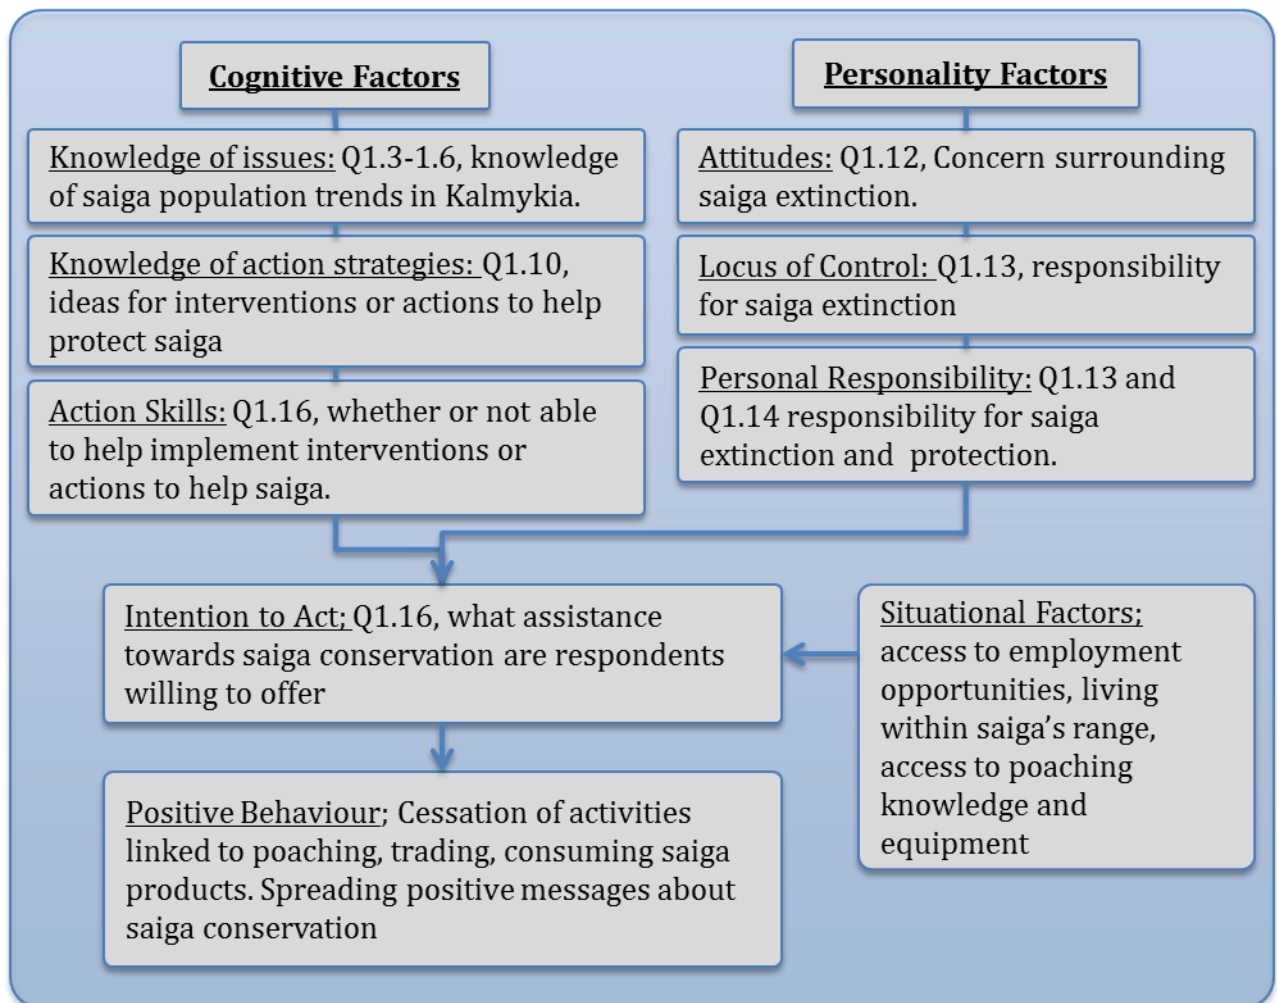 Cognitive Factors
Knowledge of issues: Q1.3-1.6, knowledge
of saiga population trends in Kalmykia.
Knowledge of action strategies: Q1.10,
ideas for interventions or actions to help
protect saiga
Action Skills: Q1.16, whether or not able
to help implement interventions or
actions to help saiga.
Personality Factors
Attitudes: Q1.12, Concern surrounding
saiga extinction.
Locus of Control: Q1.13, responsibility
for saiga extinction
Personal Responsibility: Q1.13 and
Q1.14 responsibility for saiga
extinction and protection.
Intention to Act; Q1.16, what assistance
towards saiga conservation are respondents
willing to offer
Situational Factors;
access to employment
opportunities, living
within saiga's range,
access to poaching
knowledge and
equipment
Positive Behaviour; Cessation of activities
linked to poaching, trading, consuming saiga
products. Spreading positive messages about
saiga conservation